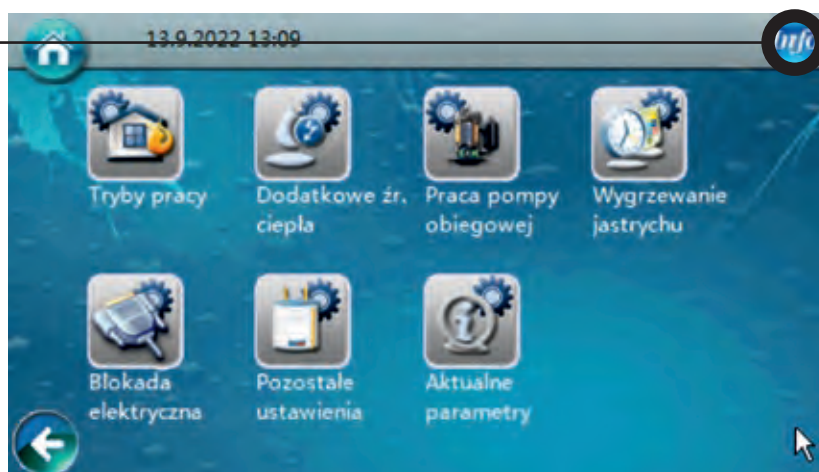 13.9.2022 13:09
Info
Tryby pracy
Dodatkowe źr.
ciepła
Praca pompy
obiegowej
Wygrzewanie
jastrychu
Blokada
elektryczna
Pozostałe
ustawienia
Aktualne
parametry